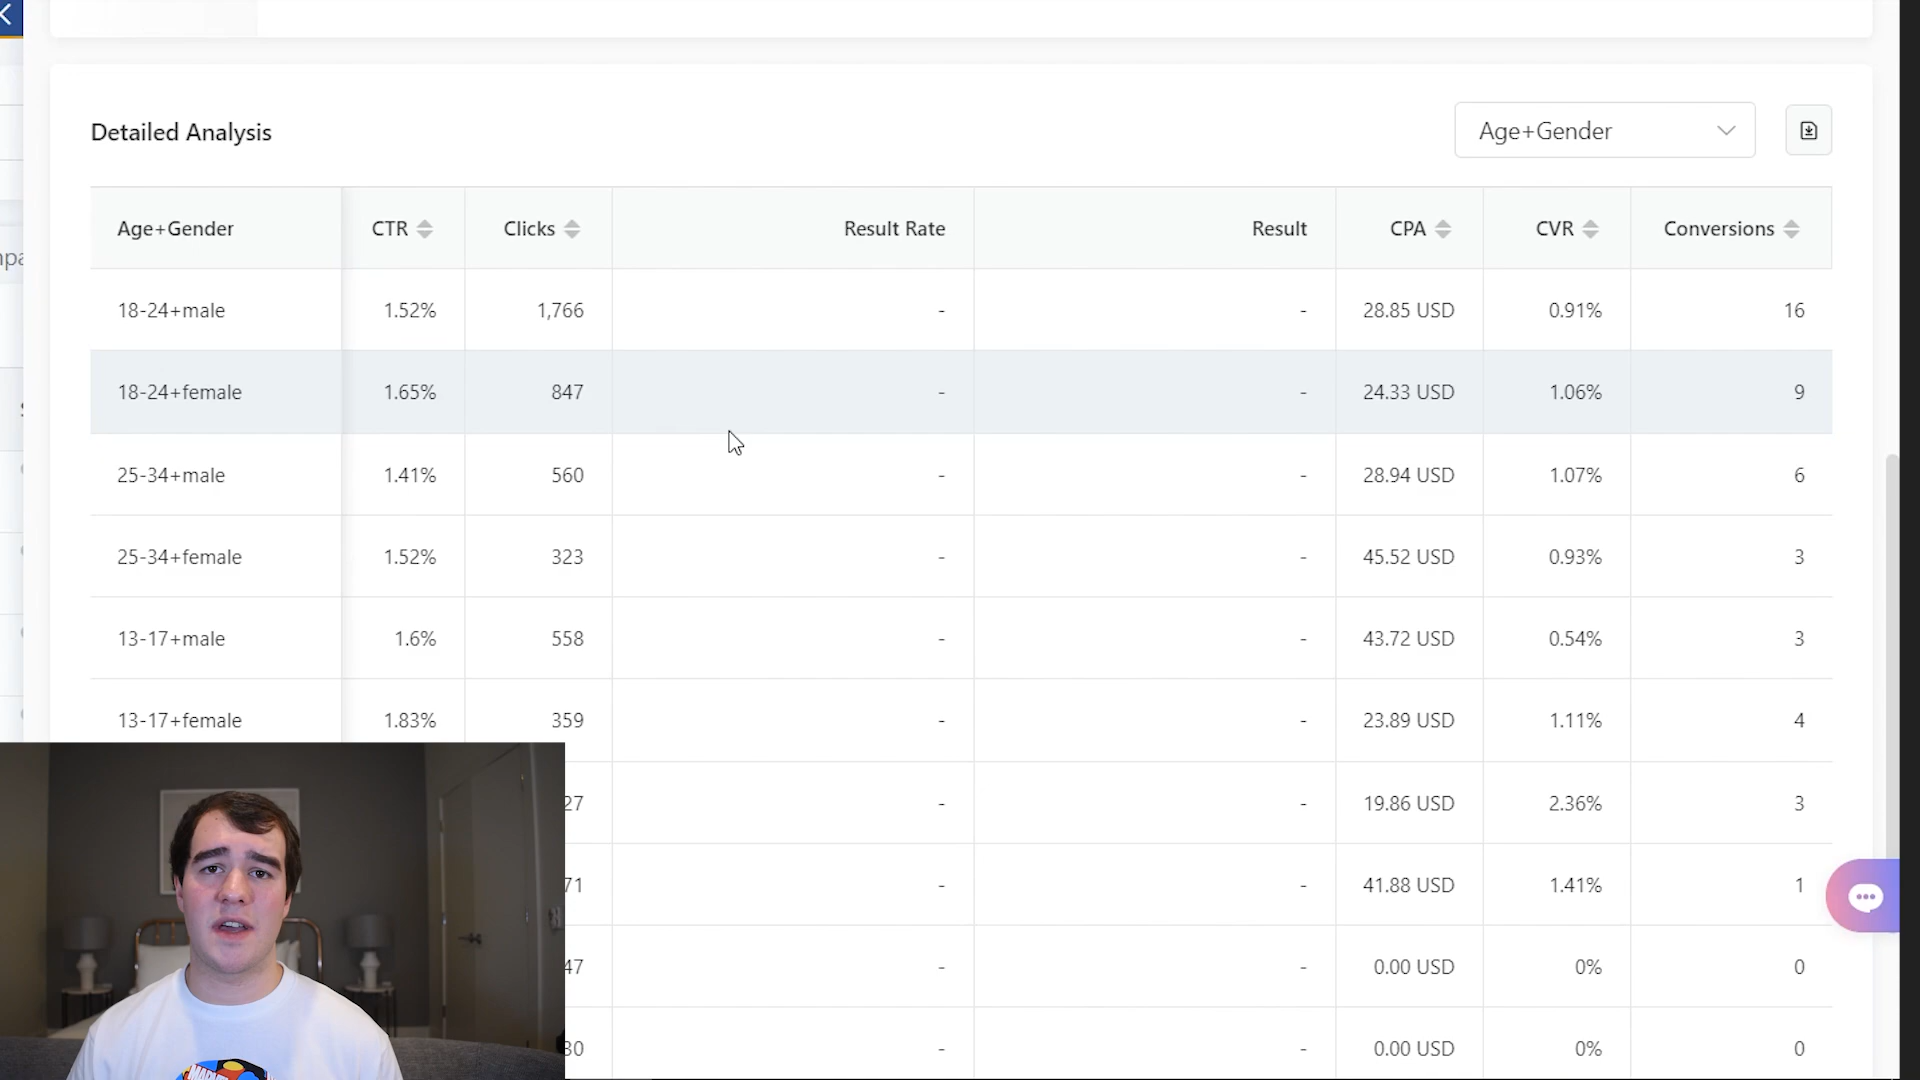 Detailed Analysis
Age+Gender
Age+Gender CTR Clicks Result Rate Result CPA CVR Conversions
18-24+male 1.52% 1,766 - - 28.85 USD 0.91% 16
18-24+female 1.65% 847 - - 24.33 USD 1.06% 9
25-34+male 1.41% 560 - - 28.94 USD 1.07% 6
25-34+female 1.52% 323 - - 45.52 USD 0.93% 3
13-17+male 1.6% 558 - - 43.72 USD 0.54% 3
13-17+female 1.83% 359 - - 23.89 USD 1.11% 4
27 - - 19.86 USD 2.36% 3
71 - - 41.88 USD 1.41% 1
47 - - 0.00 USD 0% 0
30 - - 0.00 USD 0% 0